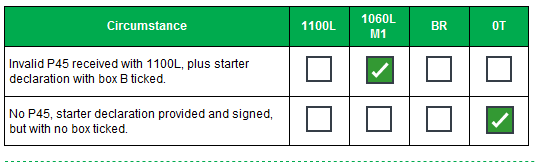 Circumstance 1100L 1060L M1 BR 0T
Invalid P45 received with 1100L, plus starter
declaration with box B ticked.
No P45, starter declaration provided and signed,
but with no box ticked.